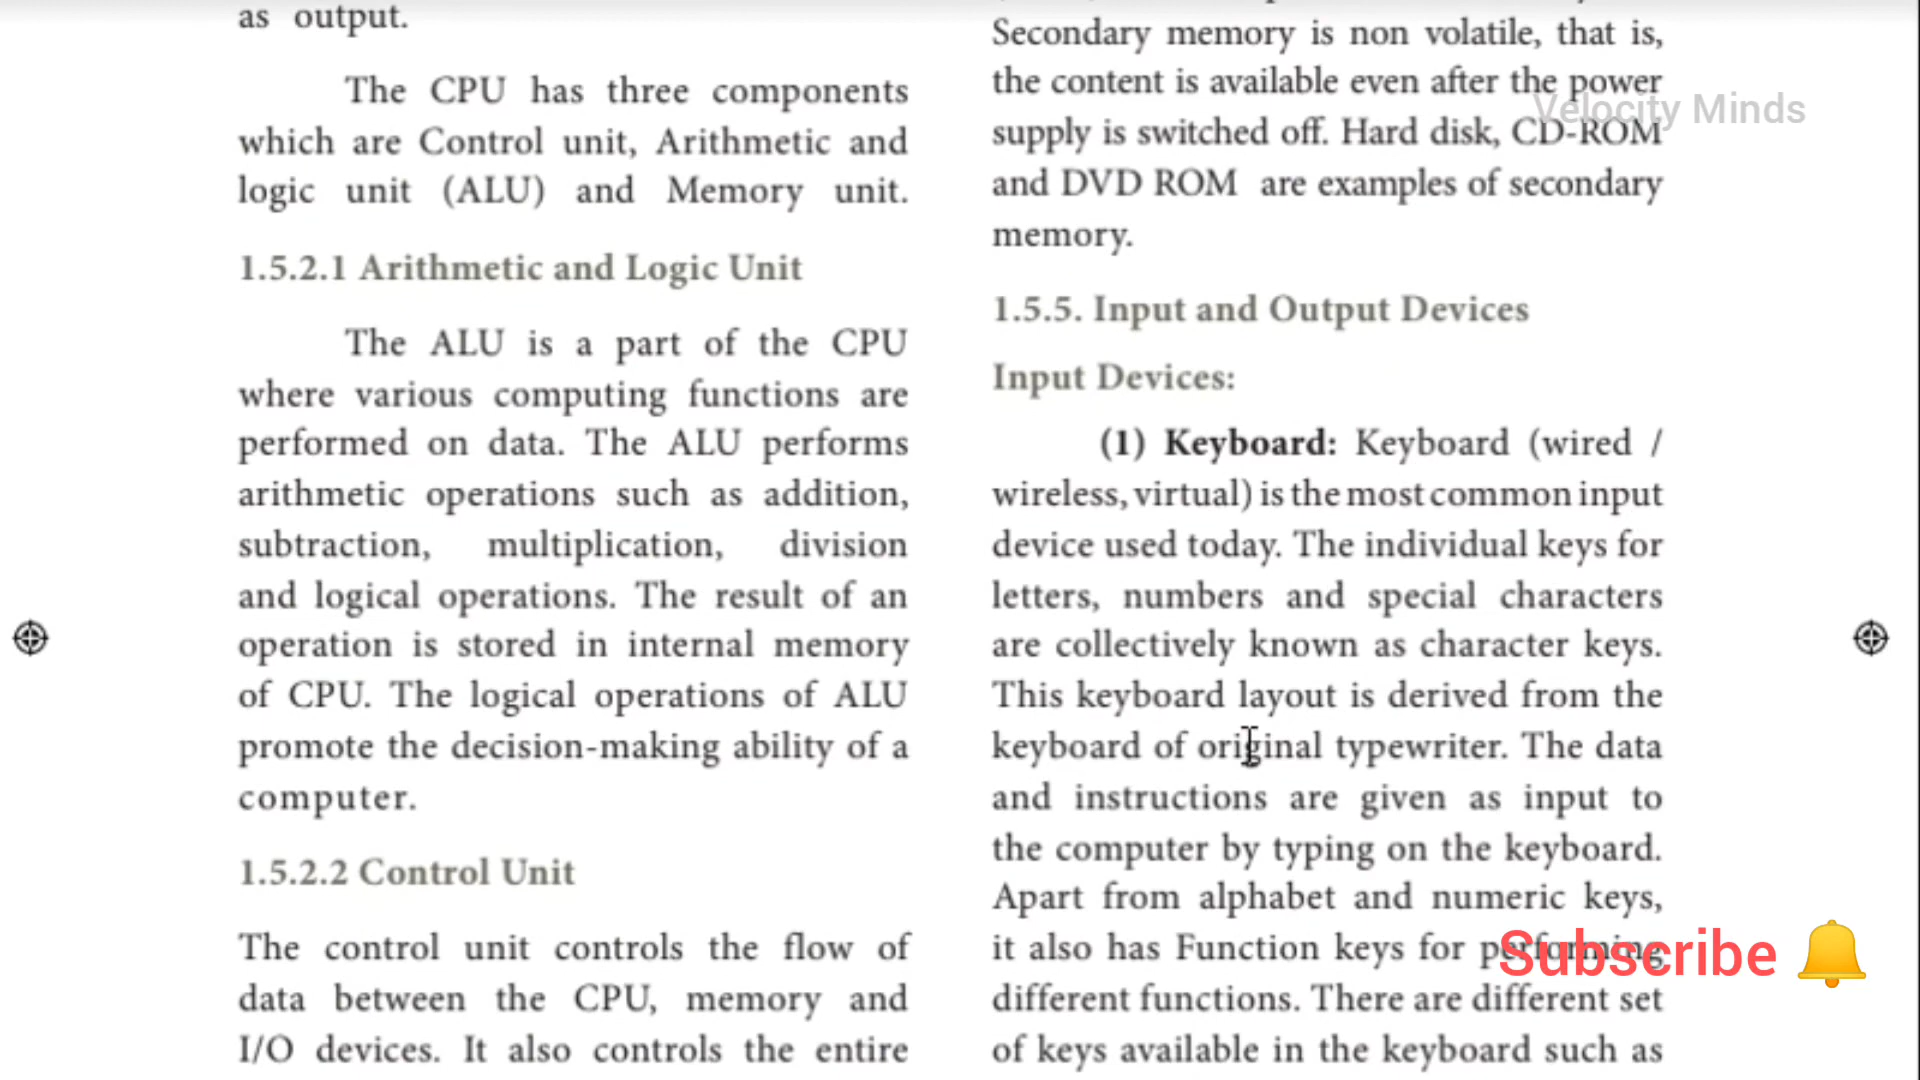 as output.
The CPU has three components
which are Control unit, Arithmetic and
logic unit (ALU) and Memory unit.
1.5.2.1 Arithmetic and Logic Unit
The ALU is a part of the CPU
where various computing functions are
performed on data. The ALU performs
arithmetic operations such as addition,
subtraction, multiplication, division
and logical operations. The result of an
operation is stored in internal memory
of CPU. The logical operations of ALU
promote the decision-making ability of a
computer.
1.5.2.2 Control Unit
The control unit controls the flow of
data between the CPU, memory and
I/O devices. It also controls the entire
Secondary memory is non volatile, that is,
the content is available even after the power
supply is switched off. Hard disk, CD-ROM
and DVD ROM are examples of secondary
memory.
1.5.5. Input and Output Devices
Input Devices:
(1) Keyboard: Keyboard (wired /
wireless, virtual) is the most common input
device used today. The individual keys for
letters, numbers and special characters
are collectively known as character keys.
This keyboard layout is derived from the
keyboard of original typewriter. The data
and instructions are given as input to
the computer by typing on the keyboard.
Apart from alphabet and numeric keys,
it also has Function keys for performing
different functions. There are different set
of keys available in the keyboard such as
Velocity Minds
Subscribe